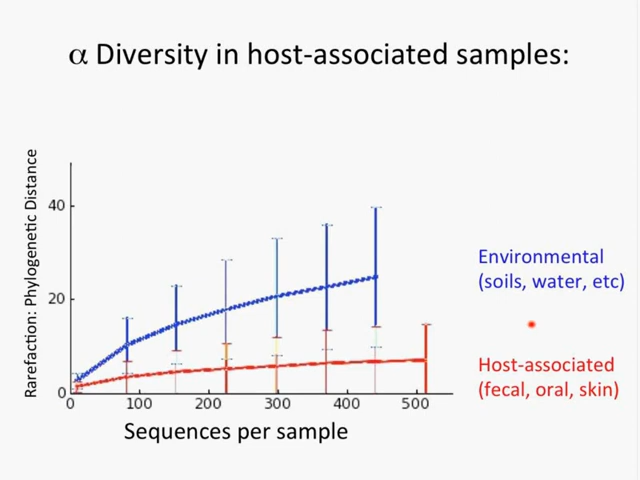 α Diversity in host-associated samples:
Rarefaction: Phylogenetic Distance
40
20
0
0 100 200 300 400 500
Sequences per sample
Environmental
(soils, water, etc)
Host-associated
(fecal, oral, skin)